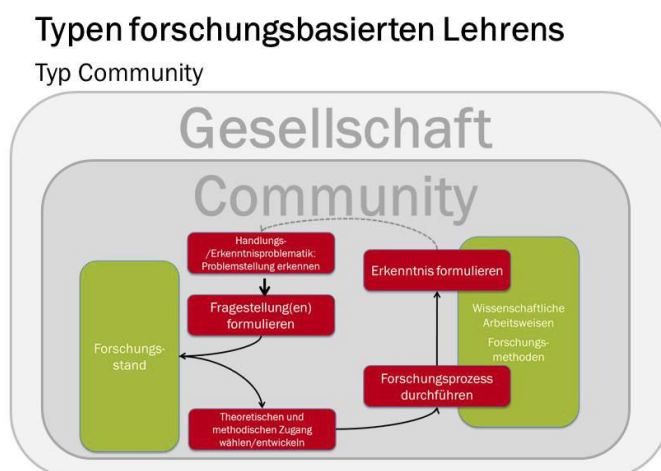 Typen forschungsbasierten Lehrens
Typ Community
Gesellschaft
Community
Handlungs-
/Erkenntnisproblematik:
Problemstellung erkennen
Fragestellung(en)
formulieren
Forschungs-
stand
Theoretischen und
methodischen Zugang
wählen/entwickeln
Forschungsprozess
durchführen
Erkenntnis formulieren
Wissenschaftliche
Arbeitsweisen
Forschungs-
methoden